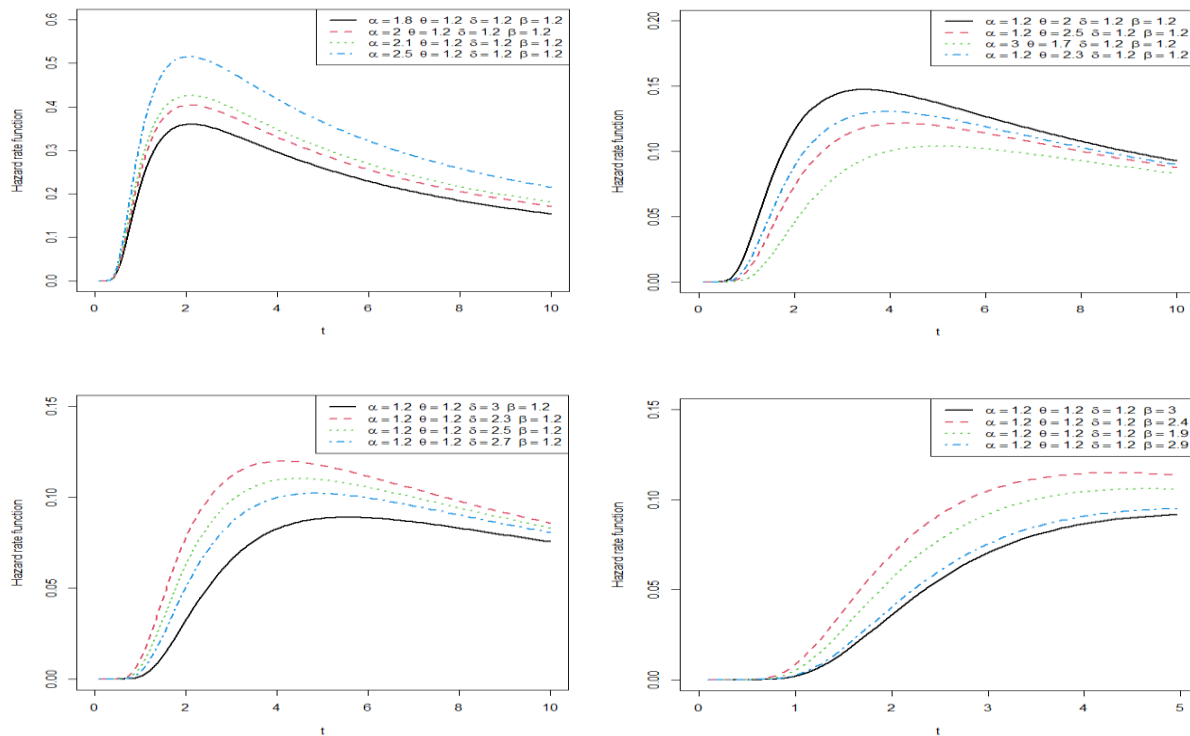 α = 1.8 θ = 1.2 δ = 1.2 β = 1.2
α = 2 θ = 1.2 δ = 1.2 β = 1.2
α = 2.1 θ = 1.2 δ = 1.2 β = 1.2
α = 2.5 θ = 1.2 δ = 1.2 β = 1.2
Hazard rate function
0.0 0.1 0.2 0.3 0.4 0.5 0.6
0 2 4 6 8 10
t
α = 1.2 θ = 2 δ = 1.2 β = 1.2
α = 1.2 θ = 2.5 δ = 1.2 β = 1.2
α = 3 θ = 1.7 δ = 1.2 β = 1.2
α = 1.2 θ = 2.3 δ = 1.2 β = 1.2
Hazard rate function
0.00 0.05 0.10 0.15 0.20
0 2 4 6 8 10
t
α = 1.2 θ = 1.2 δ = 3 β = 1.2
α = 1.2 θ = 1.2 δ = 2.3 β = 1.2
α = 1.2 θ = 1.2 δ = 2.5 β = 1.2
α = 1.2 θ = 1.2 δ = 2.7 β = 1.2
Hazard rate function
0.00 0.05 0.10 0.15
0 2 4 6 8 10
t
α = 1.2 θ = 1.2 δ = 1.2 β = 3
α = 1.2 θ = 1.2 δ = 1.2 β = 2.4
α = 1.2 θ = 1.2 δ = 1.2 β = 1.9
α = 1.2 θ = 1.2 δ = 1.2 β = 2.9
Hazard rate function
0.00 0.05 0.10 0.15
0 1 2 3 4 5
t